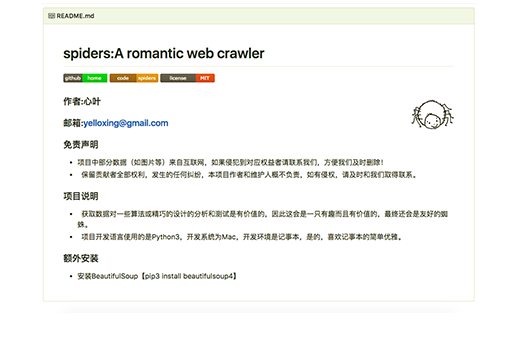 README.md
spiders:A romantic web crawler
github home code spiders license MIT
作者:心叶
邮箱:yelloxing@gmail.com
免责声明
项目中部分数据（如图片等）来自互联网，如果侵犯到对应权益者请联系我们，方便我们及时删除！
保留贡献者全部权利，发生的任何纠纷，本项目作者和维护人概不负责，如有侵权，请及时和我们取得联系。
项目说明
获取数据对一些算法或精巧的设计的分析和测试是有价值的，因此这会是一只有趣而且有价值的，最终还会是友好的蜘
蛛。
项目开发语言使用的是Python3，开发系统为Mac，开发环境是记事本，是的，喜欢记事本的简单优雅。
额外安装
安装BeautifulSoup【pip3 install beautifulsoup4】